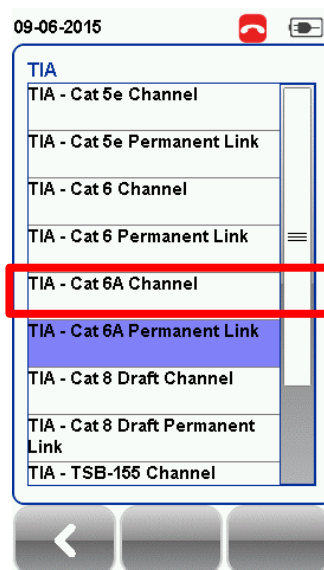 09-06-2015
TIA
TIA - Cat 5e Channel
TIA - Cat 5e Permanent Link
TIA - Cat 6 Channel
TIA - Cat 6 Permanent Link
TIA - Cat 6A Channel
TIA - Cat 6A Permanent Link
TIA - Cat 8 Draft Channel
TIA - Cat 8 Draft Permanent
Link
TIA - TSB-155 Channel